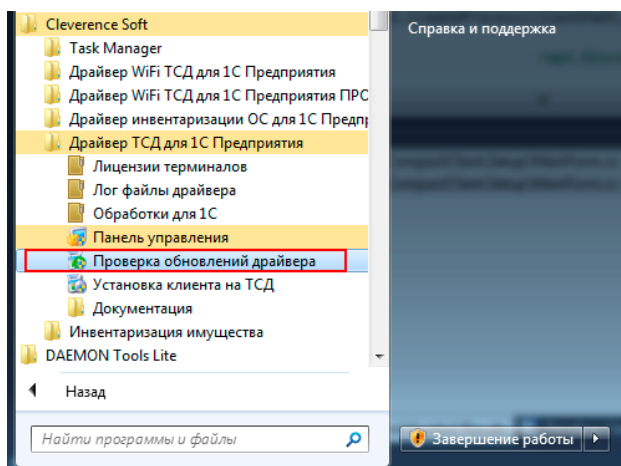 Cleverence Soft
Task Manager
Драйвер WiFi ТСД для 1С Предприятия
Драйвер WiFi ТСД для 1С Предприятия ПРО
Драйвер инвентаризации ОС для 1С Предпр
Драйвер ТСД для 1С Предприятия
Лицензии терминалов
Лог файлы драйвера
Обработки для 1С
Панель управления
Проверка обновлений драйвера
Установка клиента на ТСД
Документация
Инвентаризация имущества
DAEMON Tools Lite
Назад
Найти программы и файлы
Справка и поддержка
Завершение работы